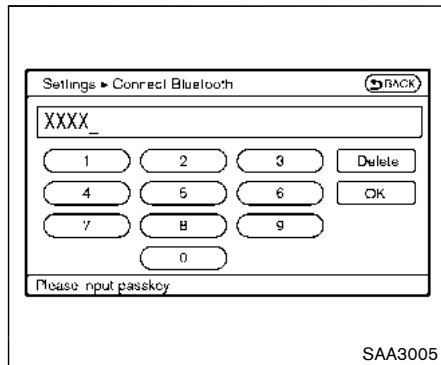 Settings ▸ Connect Bluetooth BACK
XXXX_
1 2 3 Delete
4 5 6 OK
7 8 9
0
Please input passkey
SAA3005